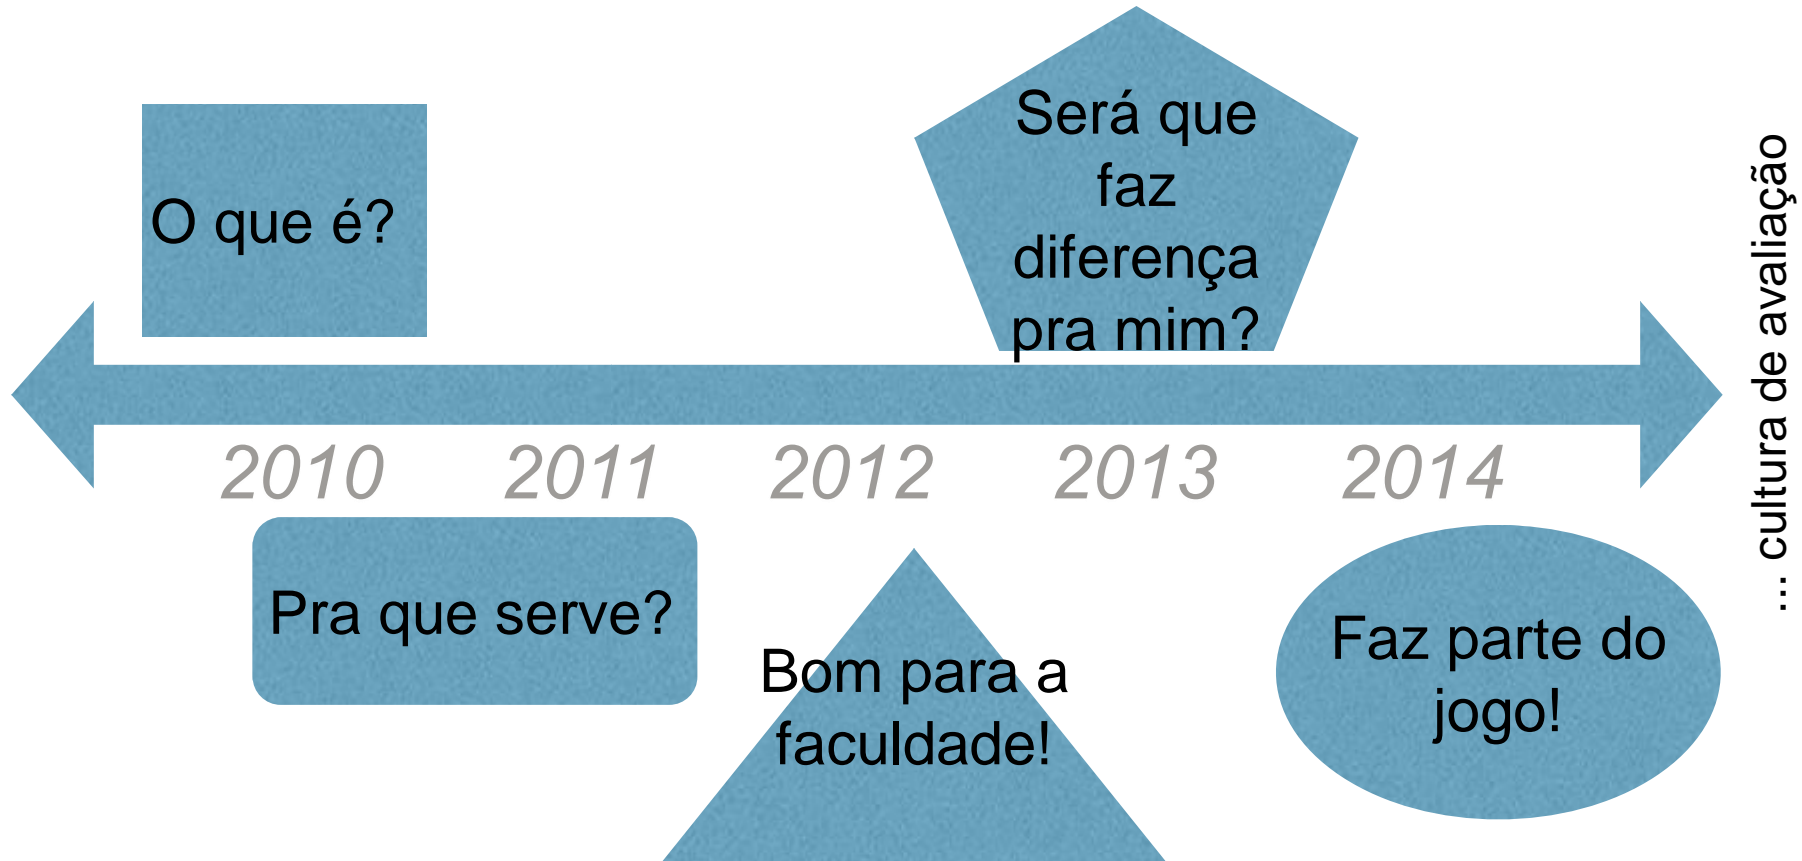 O que é?
Será que
faz
diferença
pra mim?
2010
2011
2012
2013
2014
Pra que serve?
Bom para a
faculdade!
Faz parte do
jogo!
... cultura de avaliação